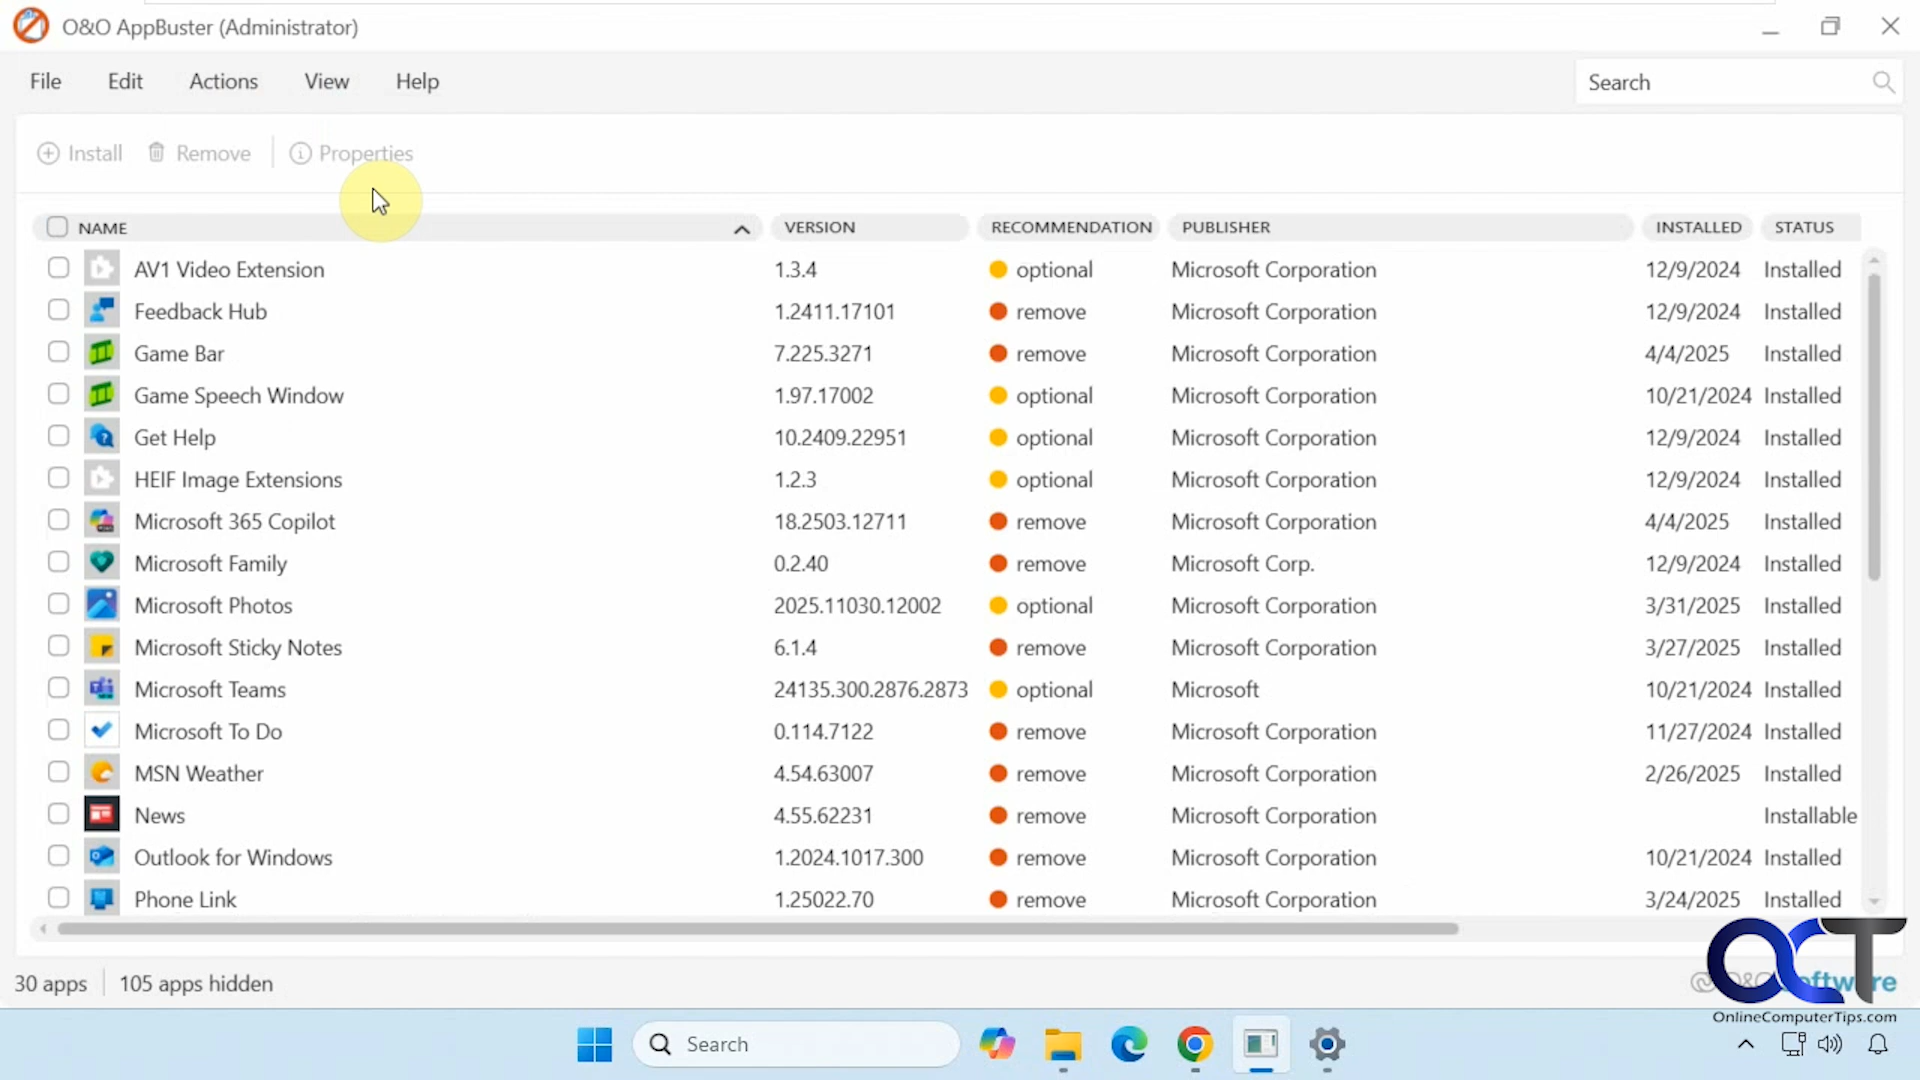 O&O AppBuster (Administrator)
File Edit Actions View Help
Search
Install Remove Properties
NAME VERSION RECOMMENDATION PUBLISHER INSTALLED STATUS
AV1 Video Extension 1.3.4 optional Microsoft Corporation 12/9/2024 Installed
Feedback Hub 1.2411.17101 remove Microsoft Corporation 12/9/2024 Installed
Game Bar 7.225.3271 remove Microsoft Corporation 4/4/2025 Installed
Game Speech Window 1.97.17002 optional Microsoft Corporation 10/21/2024 Installed
Get Help 10.2409.22951 optional Microsoft Corporation 12/9/2024 Installed
HEIF Image Extensions 1.2.3 optional Microsoft Corporation 12/9/2024 Installed
Microsoft 365 Copilot 18.2503.12711 remove Microsoft Corporation 4/4/2025 Installed
Microsoft Family 0.2.40 remove Microsoft Corp. 12/9/2024 Installed
Microsoft Photos 2025.11030.12002 optional Microsoft Corporation 3/31/2025 Installed
Microsoft Sticky Notes 6.1.4 remove Microsoft Corporation 3/27/2025 Installed
Microsoft Teams 24135.300.2876.2873 optional Microsoft 10/21/2024 Installed
Microsoft To Do 0.114.7122 remove Microsoft Corporation 11/27/2024 Installed
MSN Weather 4.54.63007 remove Microsoft Corporation 2/26/2025 Installed
News 4.55.62231 remove Microsoft Corporation Installable
Outlook for Windows 1.2024.1017.300 remove Microsoft Corporation 10/21/2024 Installed
Phone Link 1.25022.70 remove Microsoft Corporation 3/24/2025 Installed
30 apps 105 apps hidden
OCT
OnlineComputerTips.com
Search